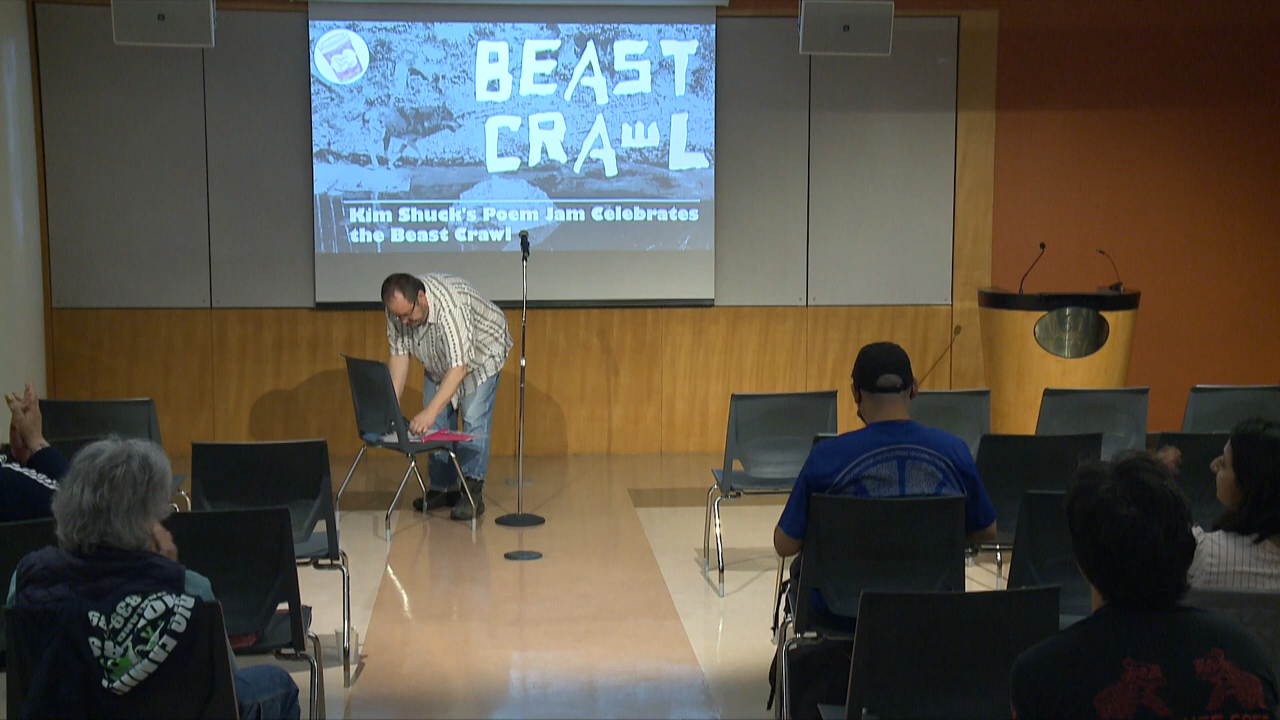 BEAST
CRAWL
Kim Shuck's Poem Jam Celebrates
the Beast Crawl